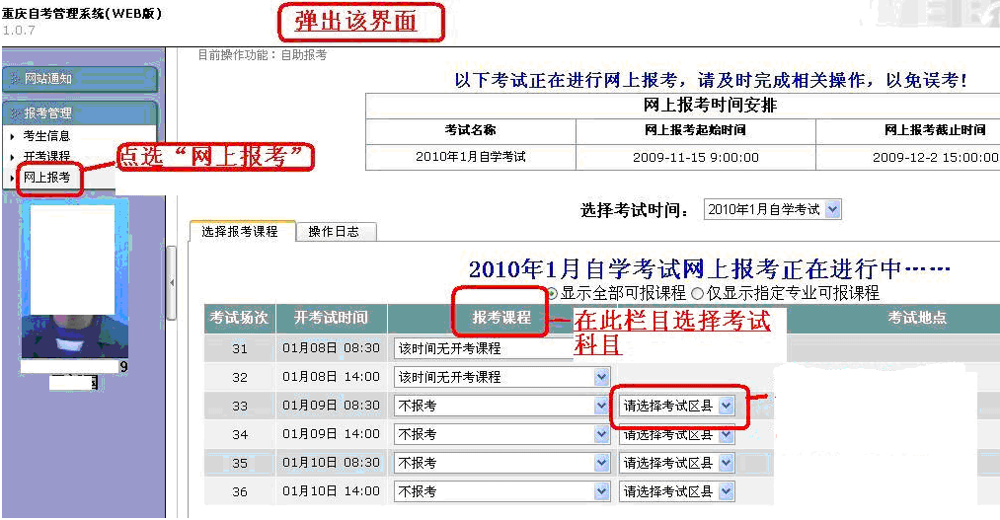 重庆自考管理系统(WEB版)
1.0.7
弹出该界面
目前操作功能：自助报考
网站通知
报考管理
考生信息
开考课程
网上报考
点选“网上报考”
以下考试正在进行网上报考，请及时完成相关操作，以免误考！
网上报考时间安排
考试名称 网上报考起始时间 网上报考截止时间
2010年1月自学考试 2009-11-15 9:00:00 2009-12-2 15:00:00
选择考试时间： 2010年1月自学考试
选择报考课程 操作日志
2010年1月自学考试网上报考正在进行中……
显示全部可报课程 仅显示指定专业可报课程
考试场次 开考试时间 报考课程 考试地点
在此栏目选择考试
科目
31 01月08日 08:30 该时间无开考课程
32 01月08日 14:00 该时间无开考课程
33 01月09日 08:30 不报考 请选择考试区县
34 01月09日 14:00 不报考 请选择考试区县
35 01月10日 08:30 不报考 请选择考试区县
36 01月10日 14:00 不报考 请选择考试区县
9